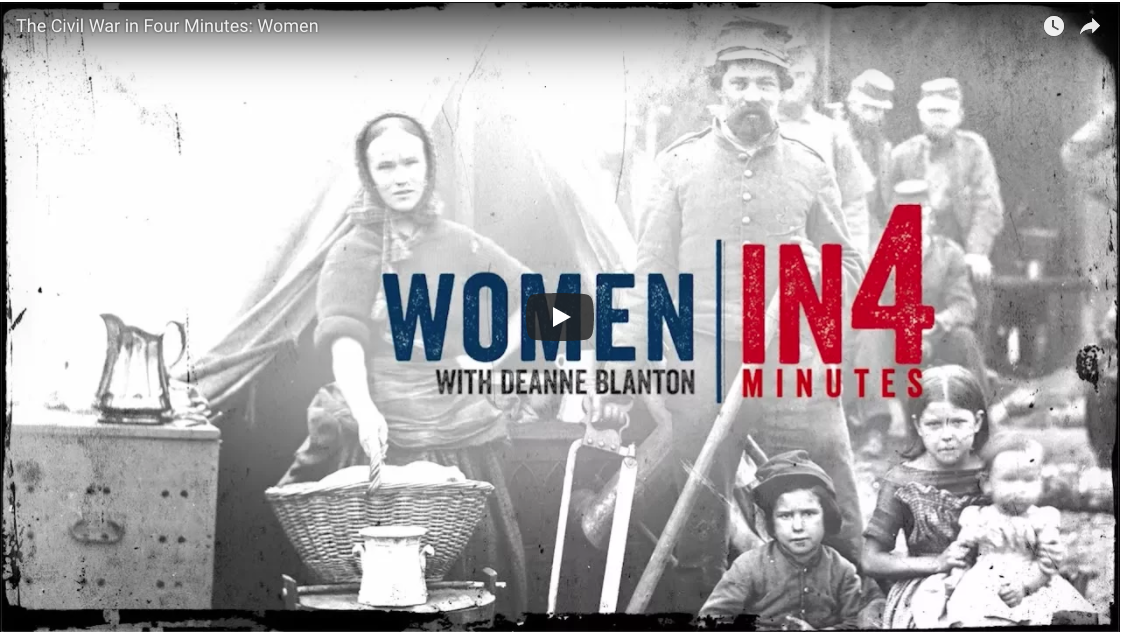 The Civil War in Four Minutes: Women
WOMEN
IN4
WITH DEANNE BLANTON
MINUTES